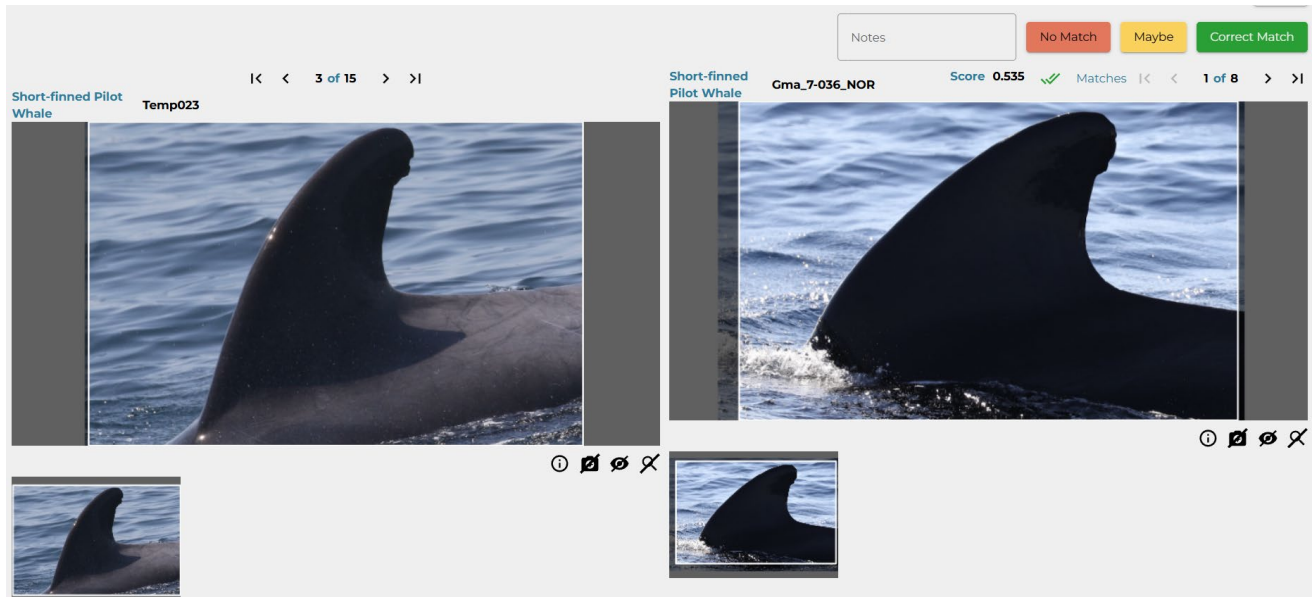 Notes
No Match
Maybe
Correct Match
3 of 15
Short-finned Pilot
Whale
Temp023
Short-finned
Pilot Whale
Gma_7-036_NOR
Score 0.535
Matches
1 of 8